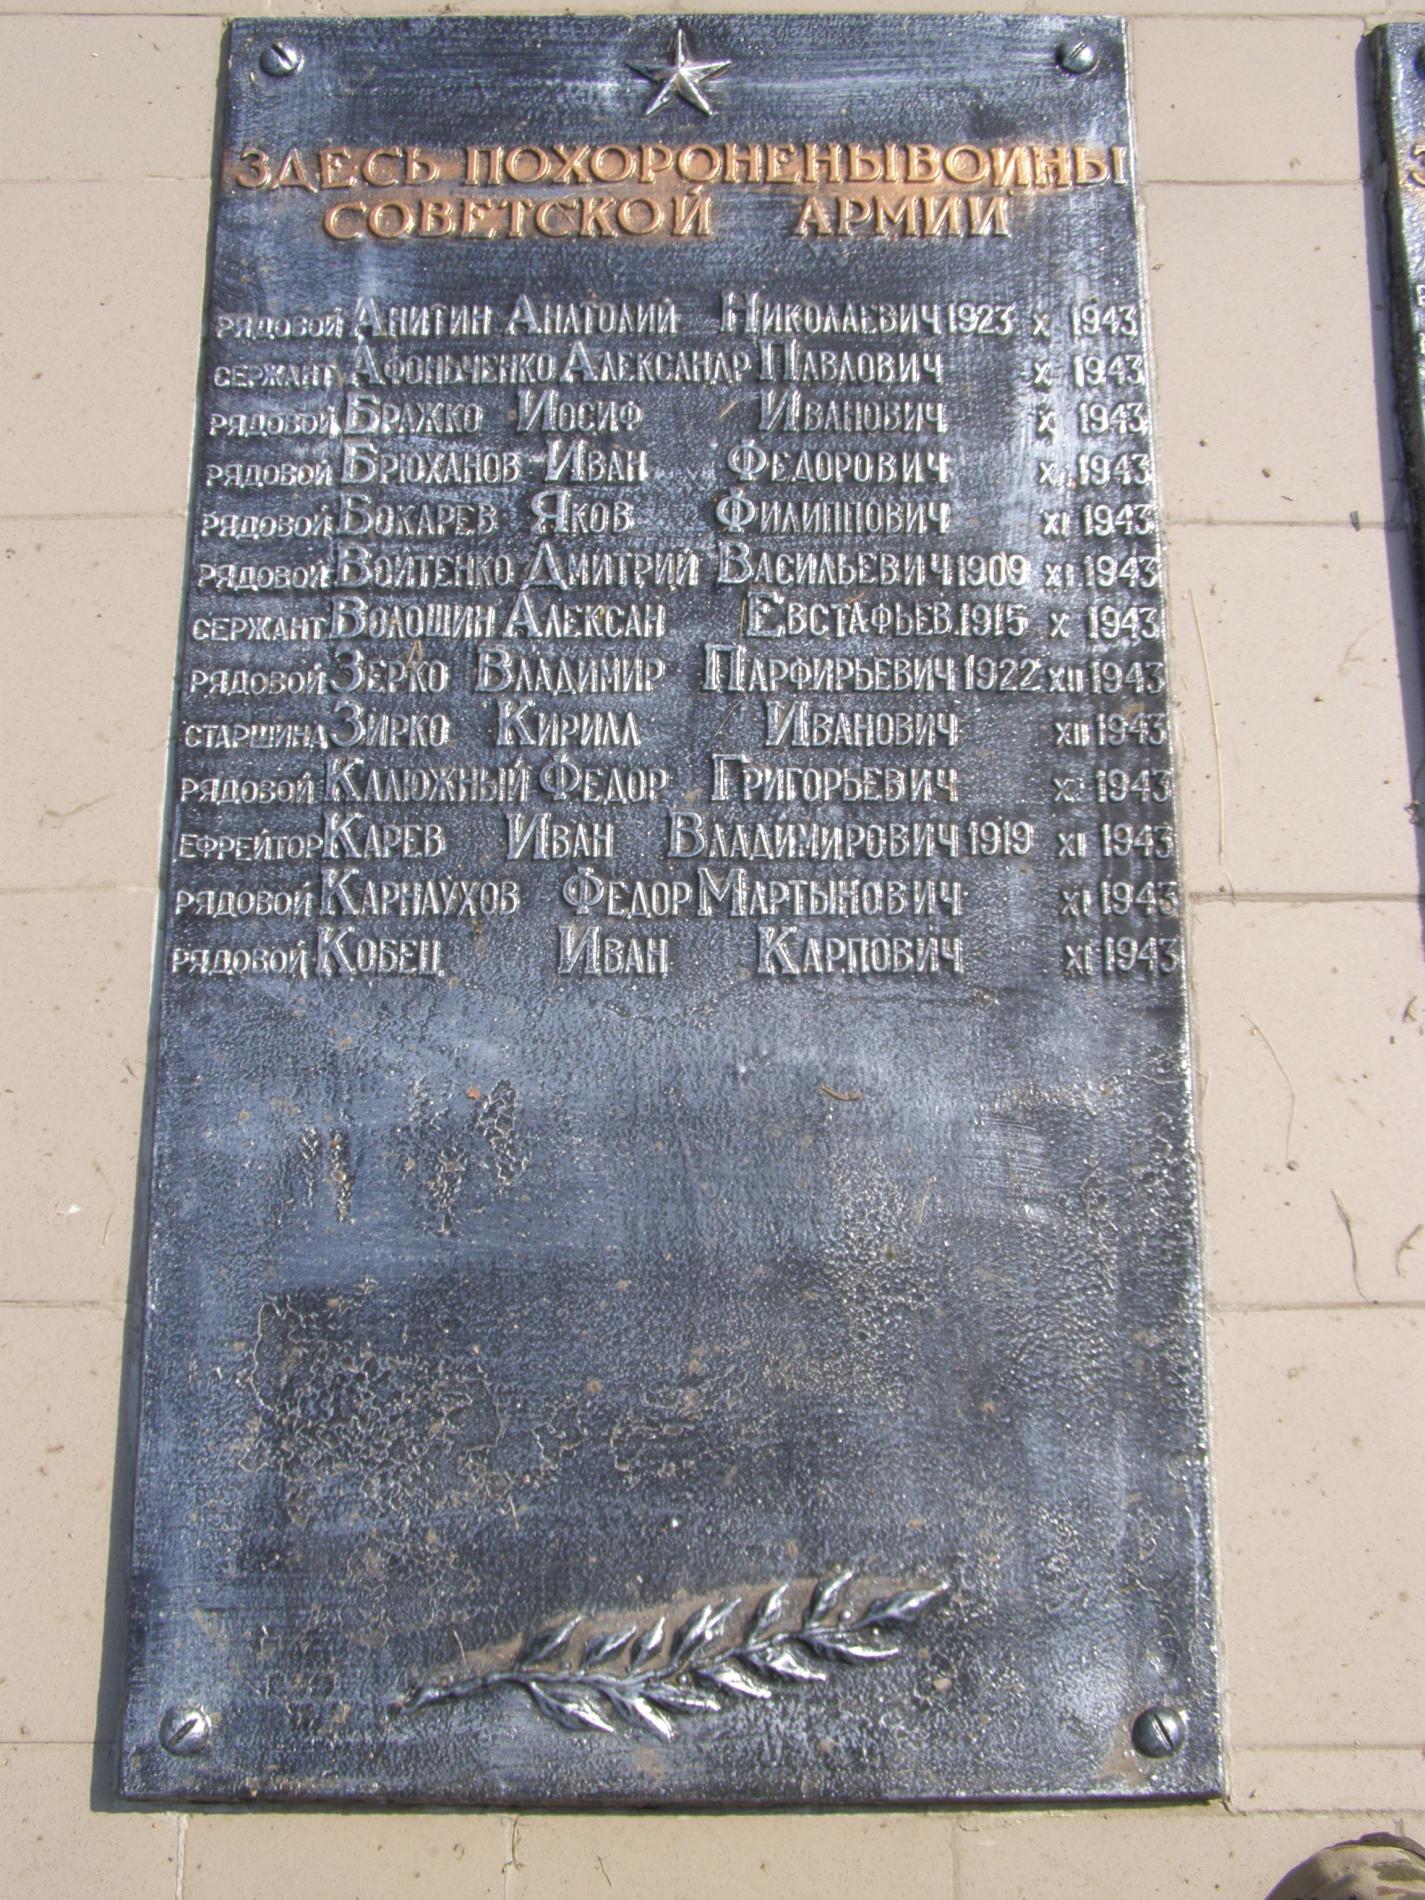 ЗДЕСЬ ПОХОРОНЕНЫ ВОИНЫ
СОВЕТСКОЙ АРМИИ
РЯДОВОЙ АНИТИН АНАТОЛИЙ НИКОЛАЕВИЧ 1923 X 1943
СЕРЖАНТ АФОНЬЧЕНКО АЛЕКСАНДР ПАВЛОВИЧ X 1943
РЯДОВОЙ БРАЖКО ИОСИФ ИВАНОВИЧ XI 1943
РЯДОВОЙ БРЮХАНОВ ИВАН ФЕДОРОВИЧ XI 1943
РЯДОВОЙ БОКАРЕВ ЯКОВ ФИЛИППОВИЧ XI 1943
РЯДОВОЙ ВОИТЕНКО ДМИТРИЙ ВАСИЛЬЕВИЧ 1909 XI 1943
СЕРЖАНТ ВОЛОШИН АЛЕКСАН ЕВСТАФЬЕВ. 1915 X 1943
РЯДОВОЙ ЗЕРКО ВЛАДИМИР ПАРФИРЬЕВИЧ 1922 XII 1943
СТАРШИНА ЗИРКО КИРИЛЛ ИВАНОВИЧ XII 1943
РЯДОВОЙ КАЛЮЖНЫЙ ФЕДОР ГРИГОРЬЕВИЧ 1943
ЕФРЕЙТОР КАРЕВ ИВАН ВЛАДИМИРОВИЧ 1919 XI 1943
РЯДОВОЙ КАРНАУХОВ ФЕДОР МАРТЫНОВИЧ XI 1943
РЯДОВОЙ КОБЕЦ ИВАН КАРПОВИЧ XI 1943